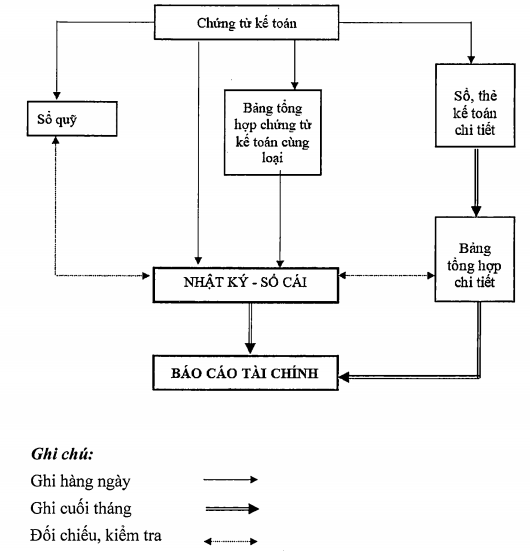 Chứng từ kế toán
Sổ quỹ
Bảng tổng
hợp chứng từ
kế toán cùng
loại
Sổ, thẻ
kế toán
chi tiết
Bảng
tổng hợp
chi tiết
NHẬT KÝ - SỔ CÁI
BÁO CÁO TÀI CHÍNH
Ghi chú:
Ghi hàng ngày
Ghi cuối tháng
Đối chiếu, kiểm tra